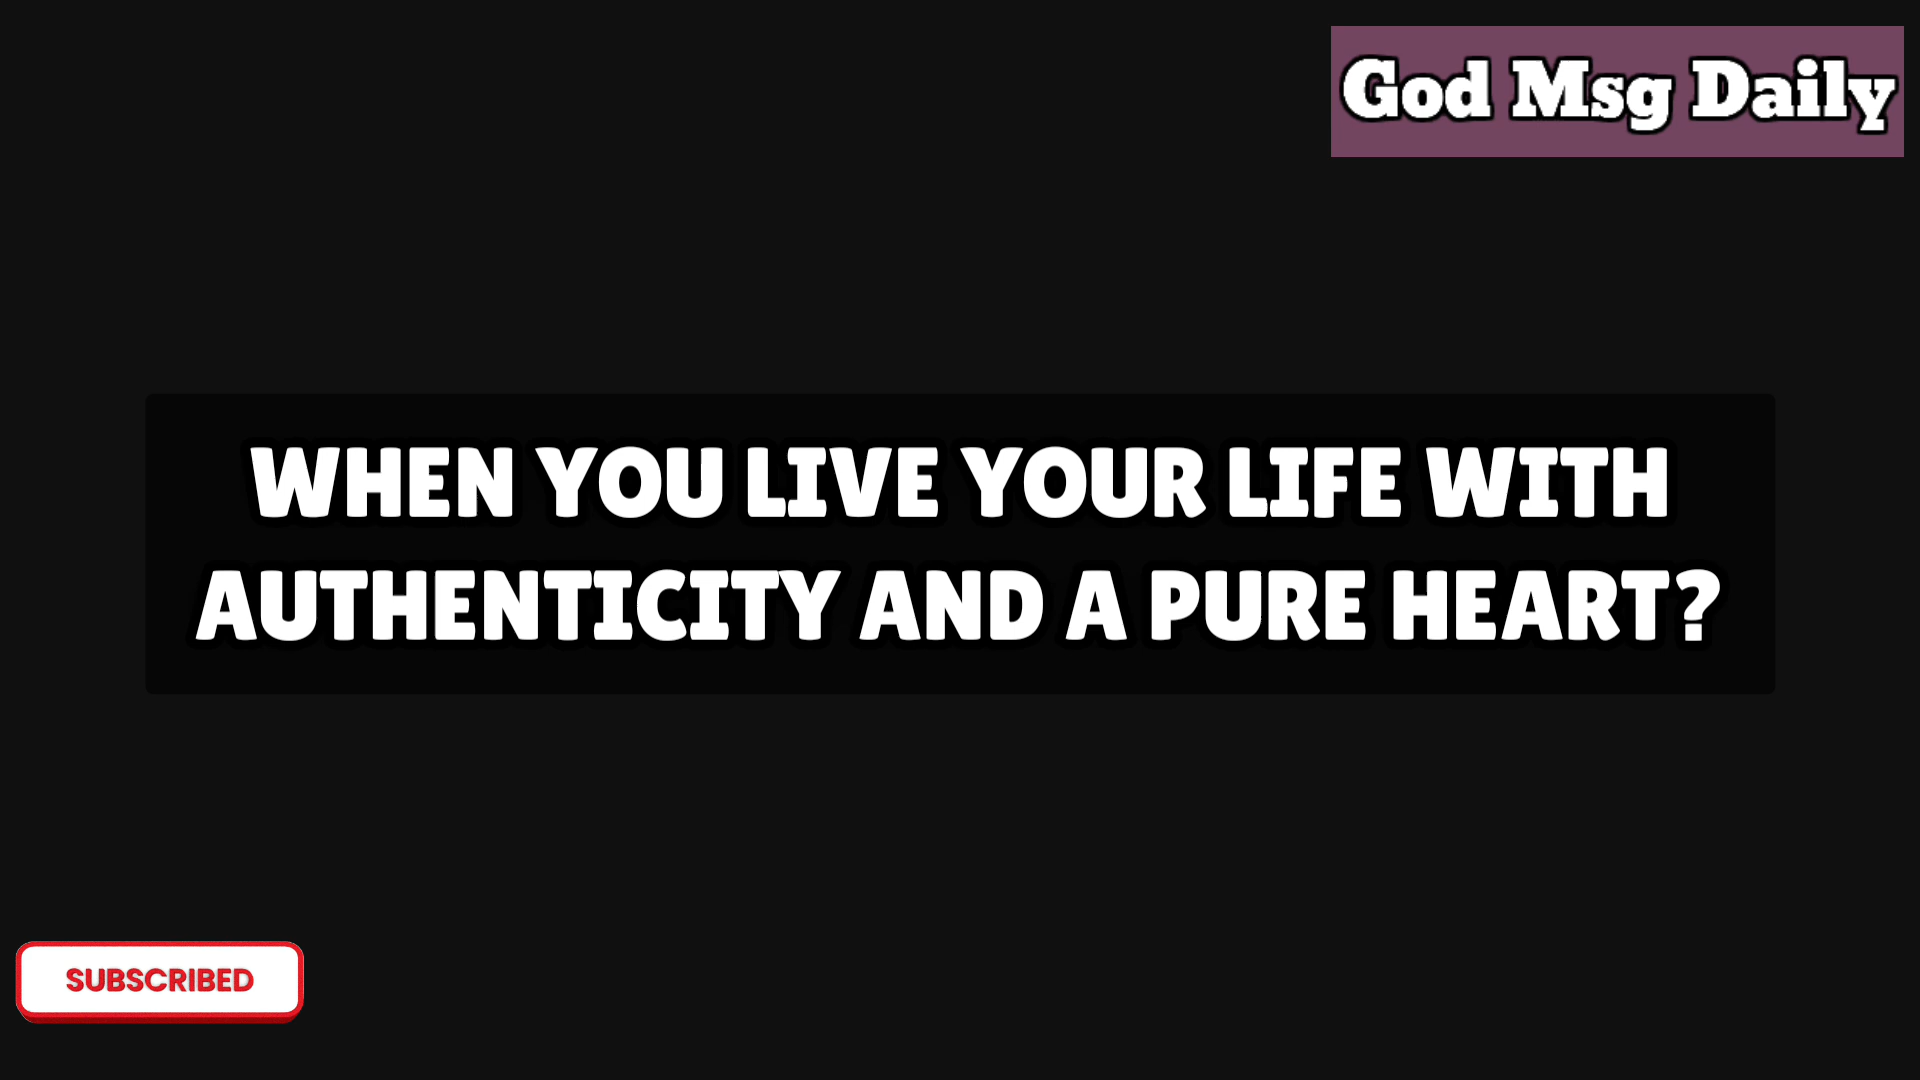 God Msg Daily
WHEN YOU LIVE YOUR LIFE WITH
AUTHENTICITY AND A PURE HEART?
SUBSCRIBED